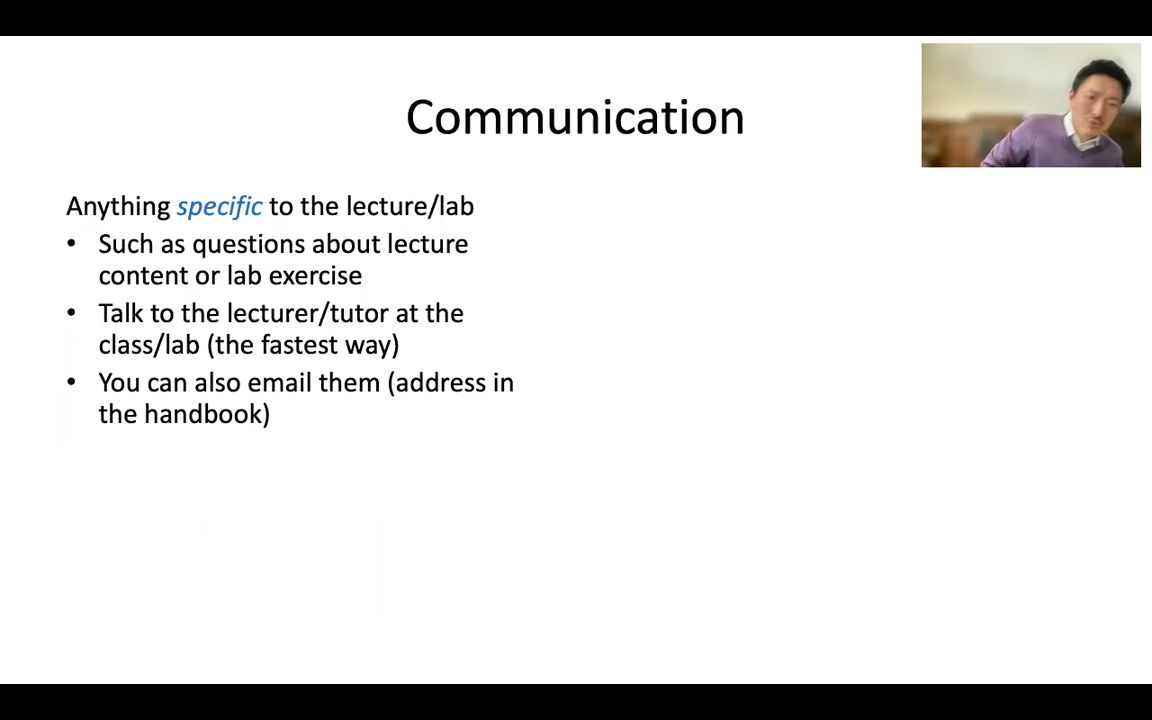 Communication
Anything specific to the lecture/lab
• Such as questions about lecture
content or lab exercise
• Talk to the lecturer/tutor at the
class/lab (the fastest way)
• You can also email them (address in
the handbook)